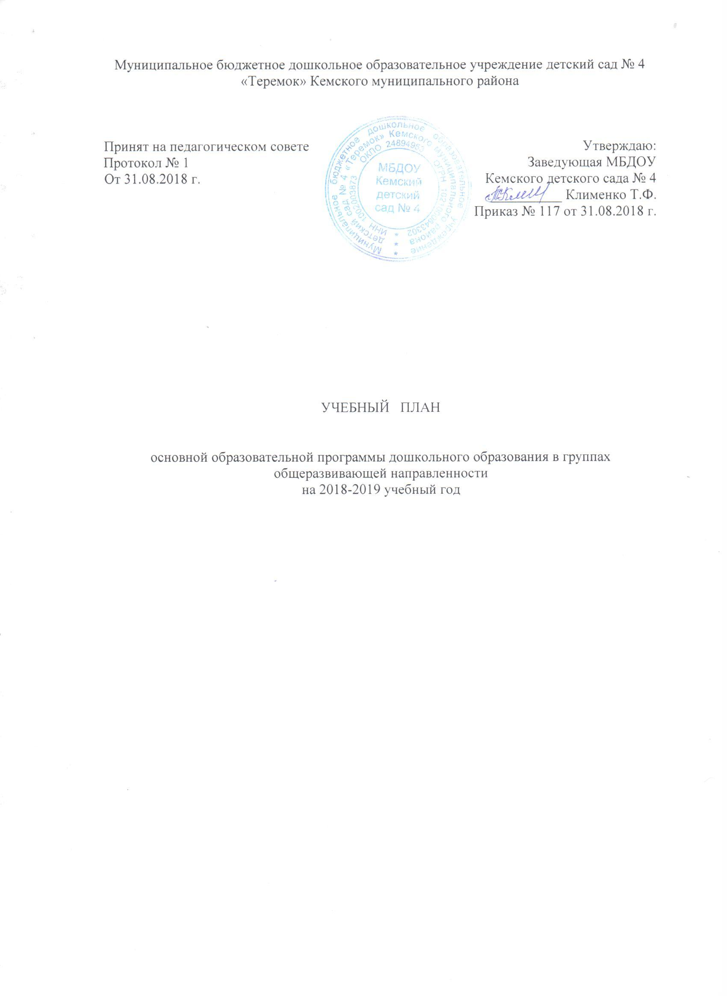 Муниципальное бюджетное дошкольное образовательное учреждение детский сад № 4
«Теремок» Кемского муниципального района
Принят на педагогическом совете
Протокол № 1
От 31.08.2018 г.
Муниципальное бюджетное дошкольное образовательное учреждение
детский сад № 4 «Теремок» Кемского муниципального района
ИНН 1002003873 ОКПО 24894953 ОГРН
МБДОУ
Кемский
детский
сад № 4
Утверждаю:
Заведующая МБДОУ
Кемского детского сада № 4
Клименко Т.Ф.
Приказ № 117 от 31.08.2018 г.
УЧЕБНЫЙ ПЛАН
основной образовательной программы дошкольного образования в группах
общеразвивающей направленности
на 2018-2019 учебный год